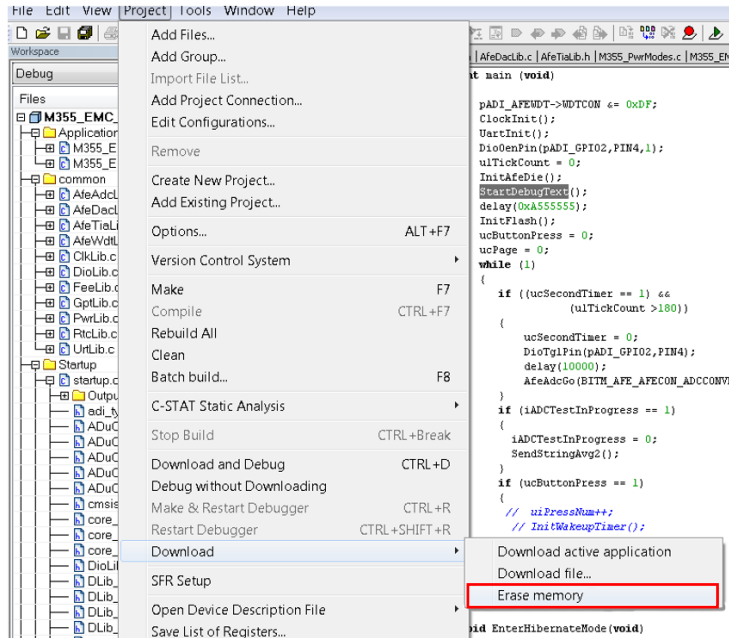 File Edit View Project Tools Window Help
Workspace
Debug
Files
M355_EMC_
Application
M355_E
M355_E
common
AfeAdcL
AfeDacL
AfeTiaLi
AfeWdtL
ClkLib.c
DioLib.c
FeeLib.c
GptLib.c
PwrLib.c
RtcLib.c
UrtLib.c
Startup
startup.c
Outpu
adi_ty
ADuC
ADuC
ADuC
ADuC
ADuC
cmsis
core_
core_
core_
DioLi
DLib_
DLib_
DLib_
DLib_
DLib_
Add Files...
Add Group...
Import File List...
Add Project Connection...
Edit Configurations...
Remove
Create New Project...
Add Existing Project...
Options... ALT+F7
Version Control System
Make F7
Compile CTRL+F7
Rebuild All
Clean
Batch build... F8
C-STAT Static Analysis
Stop Build CTRL+Break
Download and Debug CTRL+D
Debug without Downloading
Make & Restart Debugger CTRL+R
Restart Debugger CTRL+SHIFT+R
Download
SFR Setup
Open Device Description File
Save List of Registers...
Download active application
Download file...
Erase memory
AfeDacLib.c | AfeTiaLib.h | M355_PwrModes.c | M355_EM
nt main (void)
pADI_AFEWDT->WDTCON &= 0xDF;
ClockInit();
UartInit();
DioOenPin(pADI_GPIO2,PIN4,1);
ulTickCount = 0;
InitAfeDie();
StartDebugText();
delay(0xA555555);
InitFlash();
ucButtonPress = 0;
ucPage = 0;
while (1)
{
if ((ucSecondTimer == 1) &&
(ulTickCount >180))
{
ucSecondTimer = 0;
DioTglPin(pADI_GPIO2,PIN4);
delay(10000);
AfeAdcGo(BITM_AFE_AFECON_ADCCONV
}
if (iADCTestInProgress == 1)
{
iADCTestInProgress = 0;
SendStringAvg2();
}
if (ucButtonPress == 1)
{
// uiPressNum++;
// InitWakeupTimer();
oid EnterHibernateMode(void)